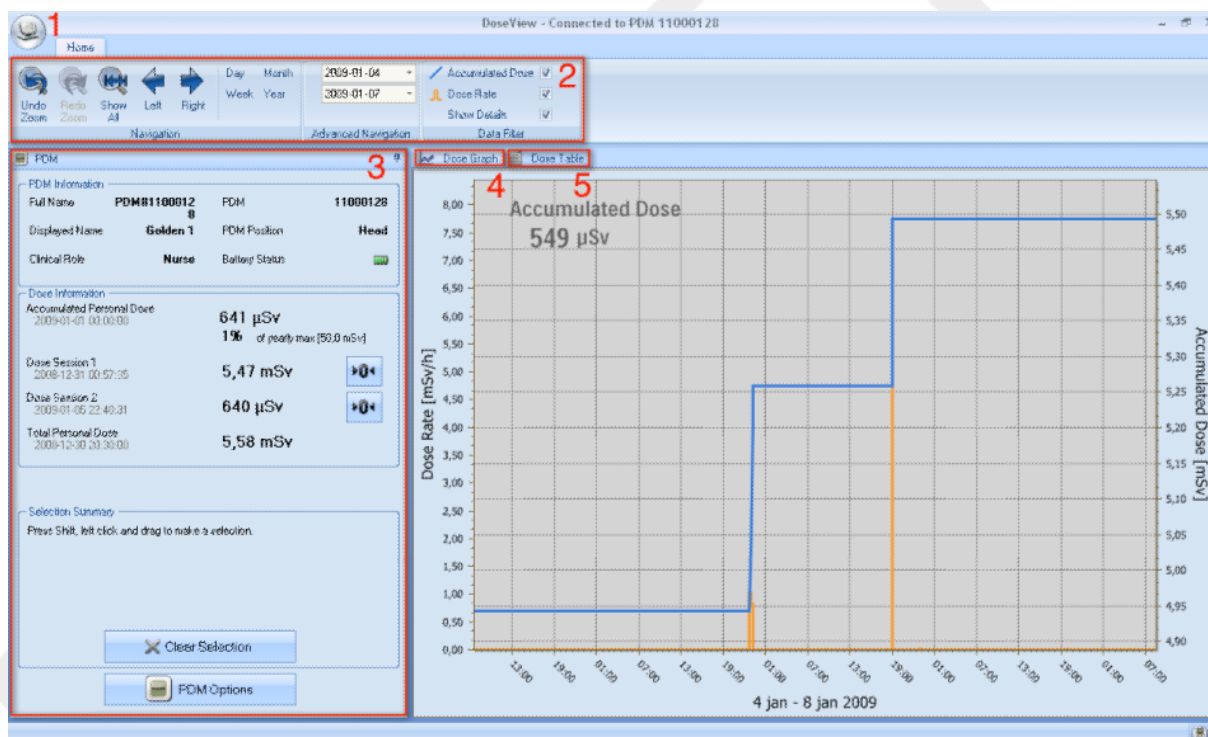 DoseView - Connected to PDM 11000128
1
Home
2
Undo Zoom
Redo Zoom
Show All
Left
Right
Day Month
Week Year
Navigation
2009-01-04
2009-01-07
Advanced Navigation
Accumulated Dose
Dose Rate
Show Details
Data Filter
PDM
3
PDM Information
Full Name PDM#11000128 PDM 11000128
Displayed Name Golden 1 PDM Position Head
Clinical Role Nurse Battery Status
Dose Information
Accumulated Personal Dose 641 µSv
2009-01-01 00:00:00
1% of yearly max [50,0 mSv]
Dose Session 1 5,47 mSv
2008-12-31 00:57:35
>0<
Dose Session 2 640 µSv
2009-01-05 22:40:31
>0<
Total Personal Dose 5,58 mSv
2008-12-30 20:30:00
Selection Summary
Press Shift, left click and drag to make a selection.
Clear Selection
PDM Options
Dose Graph
Dose Table
4
5
Accumulated Dose
549 µSv
Dose Rate [mSv/h]
8,00
7,50
7,00
6,50
6,00
5,50
5,00
4,50
4,00
3,50
3,00
2,50
2,00
1,50
1,00
0,50
0,00
Accumulated Dose [mSv]
5,50
5,45
5,40
5,35
5,30
5,25
5,20
5,15
5,10
5,05
5,00
4,95
4,90
13:00 19:00 01:00 07:00 13:00 19:00 01:00 07:00 13:00 19:00 01:00 07:00 13:00 19:00 01:00 07:00
4 jan - 8 jan 2009